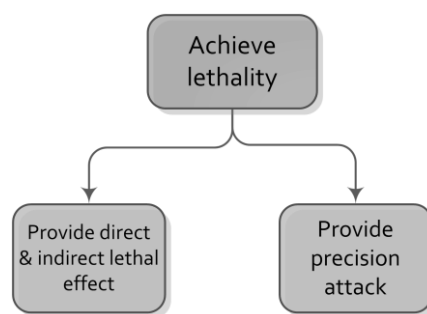 Achieve
lethality
Provide direct
& indirect lethal
effect
Provide
precision
attack